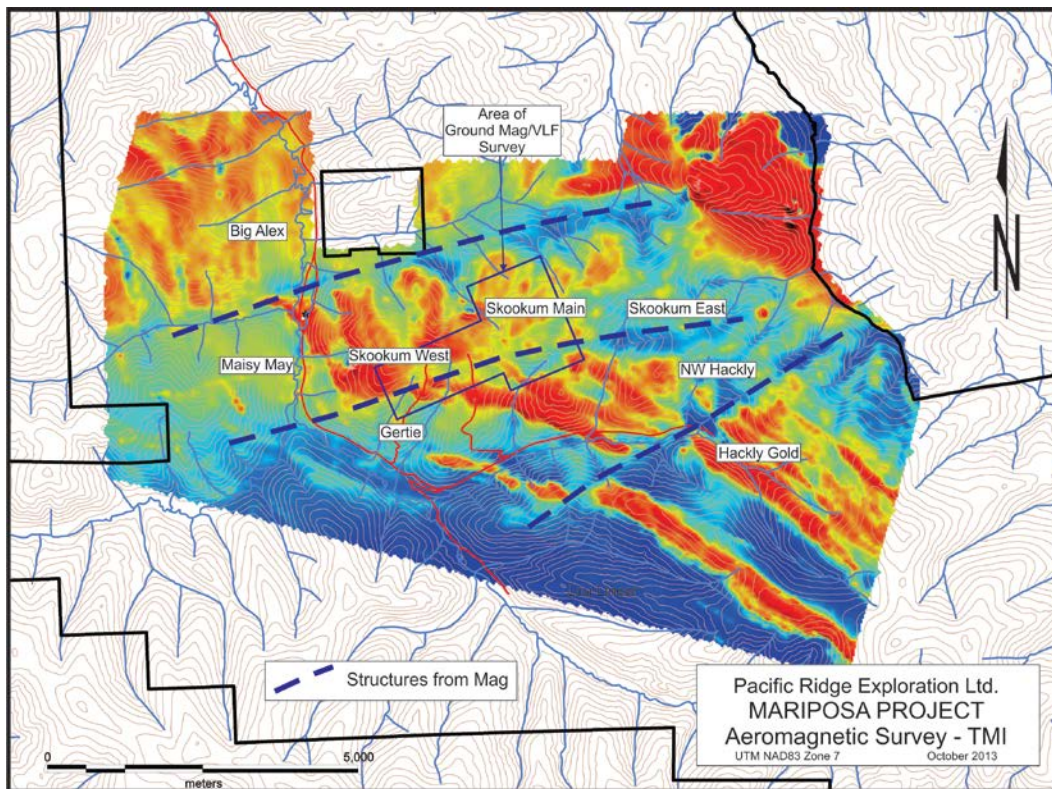 Area of
Ground Mag/VLF
Survey
Big Alex
Skookum Main
Skookum East
Maisy May
Skookum West
NW Hackly
Gertie
Hackly Gold
N
Structures from Mag
Pacific Ridge Exploration Ltd.
MARIPOSA PROJECT
Aeromagnetic Survey - TMI
UTM NAD83 Zone 7 October 2013
0 5,000
meters